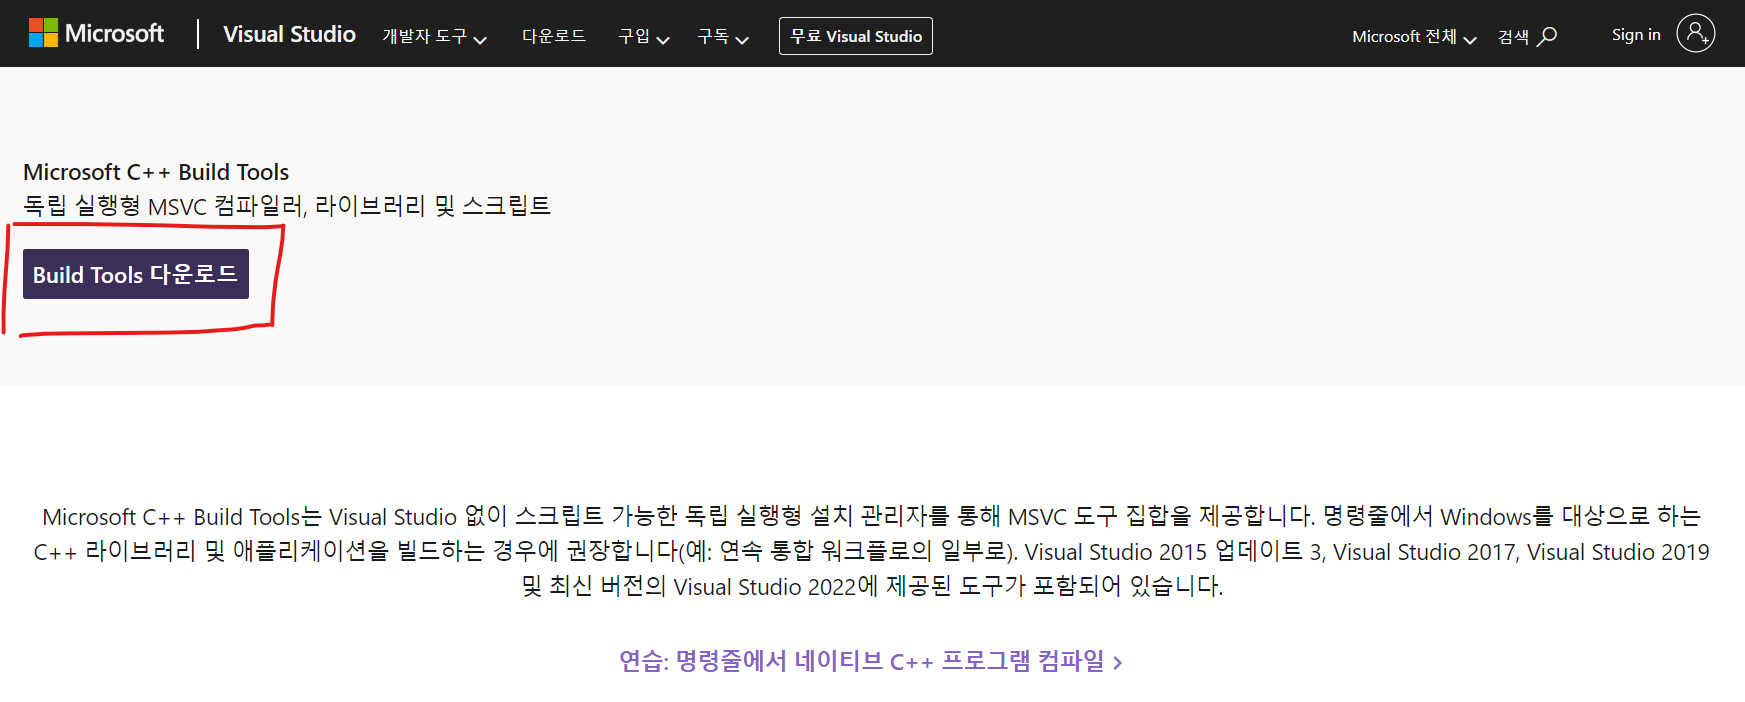 Microsoft Visual Studio 개발자 도구 다운로드 구입 구독 무료 Visual Studio Microsoft 전체 검색 Sign in
Microsoft C++ Build Tools
독립 실행형 MSVC 컴파일러, 라이브러리 및 스크립트
Build Tools 다운로드
Microsoft C++ Build Tools는 Visual Studio 없이 스크립트 가능한 독립 실행형 설치 관리자를 통해 MSVC 도구 집합을 제공합니다. 명령줄에서 Windows를 대상으로 하는
C++ 라이브러리 및 애플리케이션을 빌드하는 경우에 권장합니다(예: 연속 통합 워크플로의 일부로). Visual Studio 2015 업데이트 3, Visual Studio 2017, Visual Studio 2019
및 최신 버전의 Visual Studio 2022에 제공된 도구가 포함되어 있습니다.
연습: 명령줄에서 네이티브 C++ 프로그램 컴파일